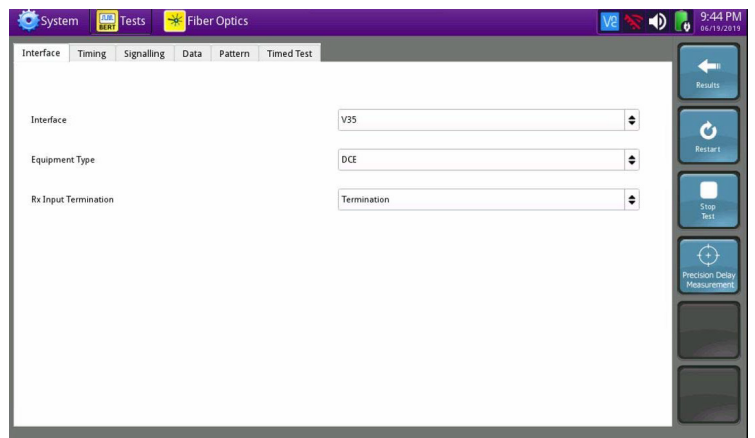 System
BERT
Tests
Fiber Optics
V2
9:44 PM
06/19/2019
Interface
Timing
Signalling
Data
Pattern
Timed Test
Results
Interface
V35
Restart
Equipment Type
DCE
Rx Input Termination
Termination
Stop
Test
Precision Delay
Measurement